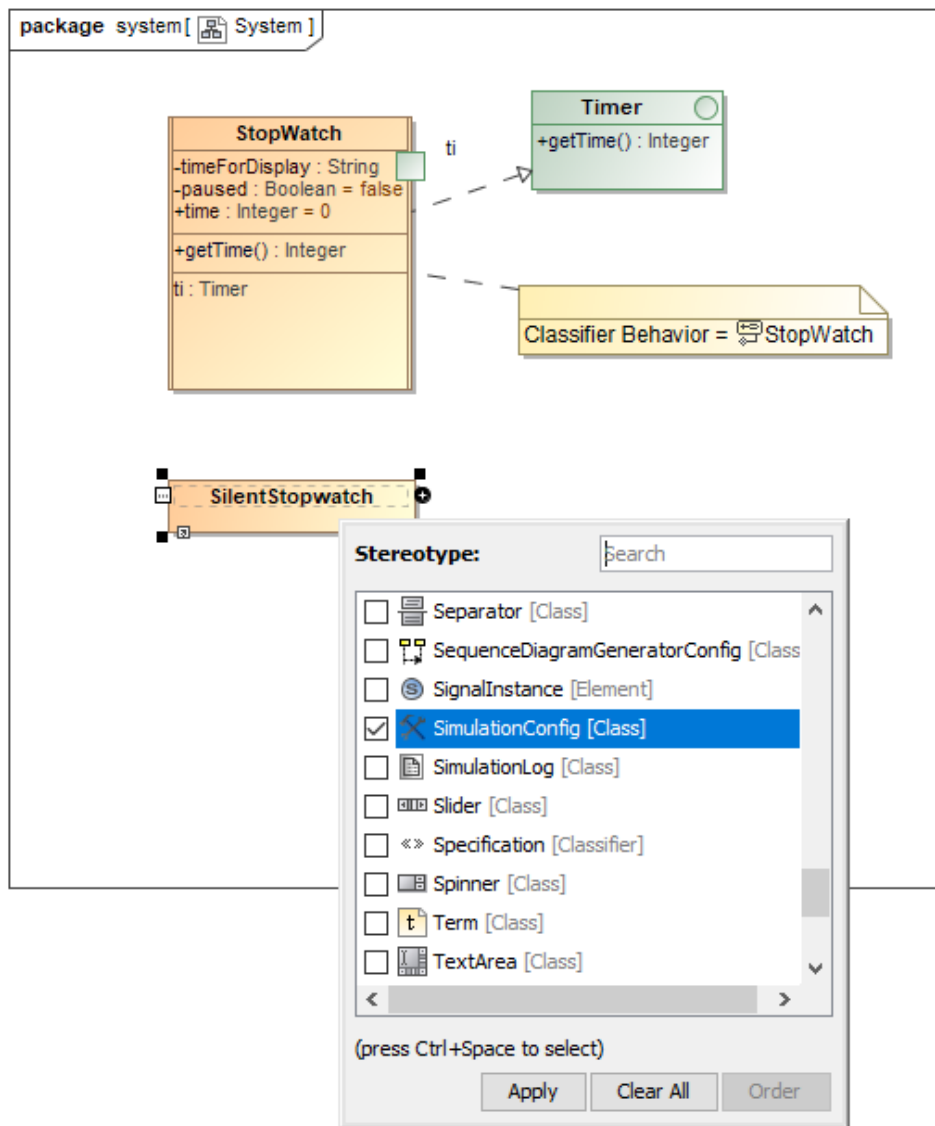 package system[ System ]
StopWatch
-timeForDisplay : String
-paused : Boolean = false
+time : Integer = 0
+getTime() : Integer
ti : Timer
ti
Timer
+getTime() : Integer
Classifier Behavior = StopWatch
SilentStopwatch
Stereotype:
Search
Separator [Class]
SequenceDiagramGeneratorConfig [Class
SignalInstance [Element]
SimulationConfig [Class]
SimulationLog [Class]
Slider [Class]
«» Specification [Classifier]
Spinner [Class]
t Term [Class]
TextArea [Class]
(press Ctrl+Space to select)
Apply Clear All Order